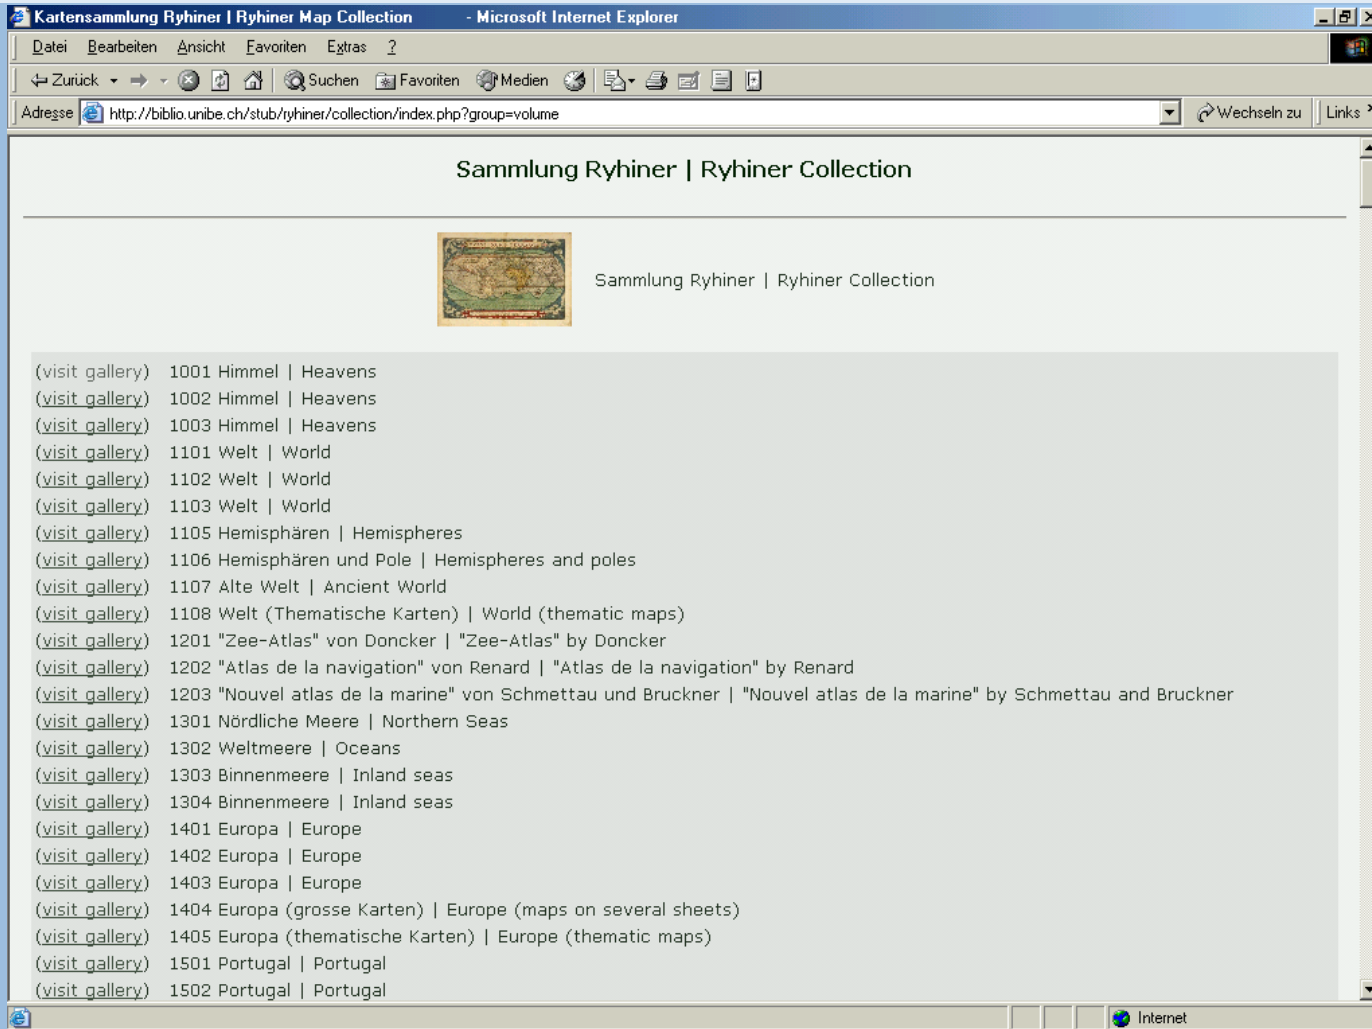 Kartensammlung Ryhiner | Ryhiner Map Collection - Microsoft Internet Explorer
Datei Bearbeiten Ansicht Favoriten Extras ?
Zurück Suchen Favoriten Medien
Adresse http://biblio.unibe.ch/stub/ryhiner/collection/index.php?group=volume Wechseln zu Links
Sammlung Ryhiner | Ryhiner Collection
Sammlung Ryhiner | Ryhiner Collection
(visit gallery) 1001 Himmel | Heavens
(visit gallery) 1002 Himmel | Heavens
(visit gallery) 1003 Himmel | Heavens
(visit gallery) 1101 Welt | World
(visit gallery) 1102 Welt | World
(visit gallery) 1103 Welt | World
(visit gallery) 1105 Hemisphären | Hemispheres
(visit gallery) 1106 Hemisphären und Pole | Hemispheres and poles
(visit gallery) 1107 Alte Welt | Ancient World
(visit gallery) 1108 Welt (Thematische Karten) | World (thematic maps)
(visit gallery) 1201 "Zee-Atlas" von Doncker | "Zee-Atlas" by Doncker
(visit gallery) 1202 "Atlas de la navigation" von Renard | "Atlas de la navigation" by Renard
(visit gallery) 1203 "Nouvel atlas de la marine" von Schmettau und Bruckner | "Nouvel atlas de la marine" by Schmettau and Bruckner
(visit gallery) 1301 Nördliche Meere | Northern Seas
(visit gallery) 1302 Weltmeere | Oceans
(visit gallery) 1303 Binnenmeere | Inland seas
(visit gallery) 1304 Binnenmeere | Inland seas
(visit gallery) 1401 Europa | Europe
(visit gallery) 1402 Europa | Europe
(visit gallery) 1403 Europa | Europe
(visit gallery) 1404 Europa (grosse Karten) | Europe (maps on several sheets)
(visit gallery) 1405 Europa (thematische Karten) | Europe (thematic maps)
(visit gallery) 1501 Portugal | Portugal
(visit gallery) 1502 Portugal | Portugal
Internet